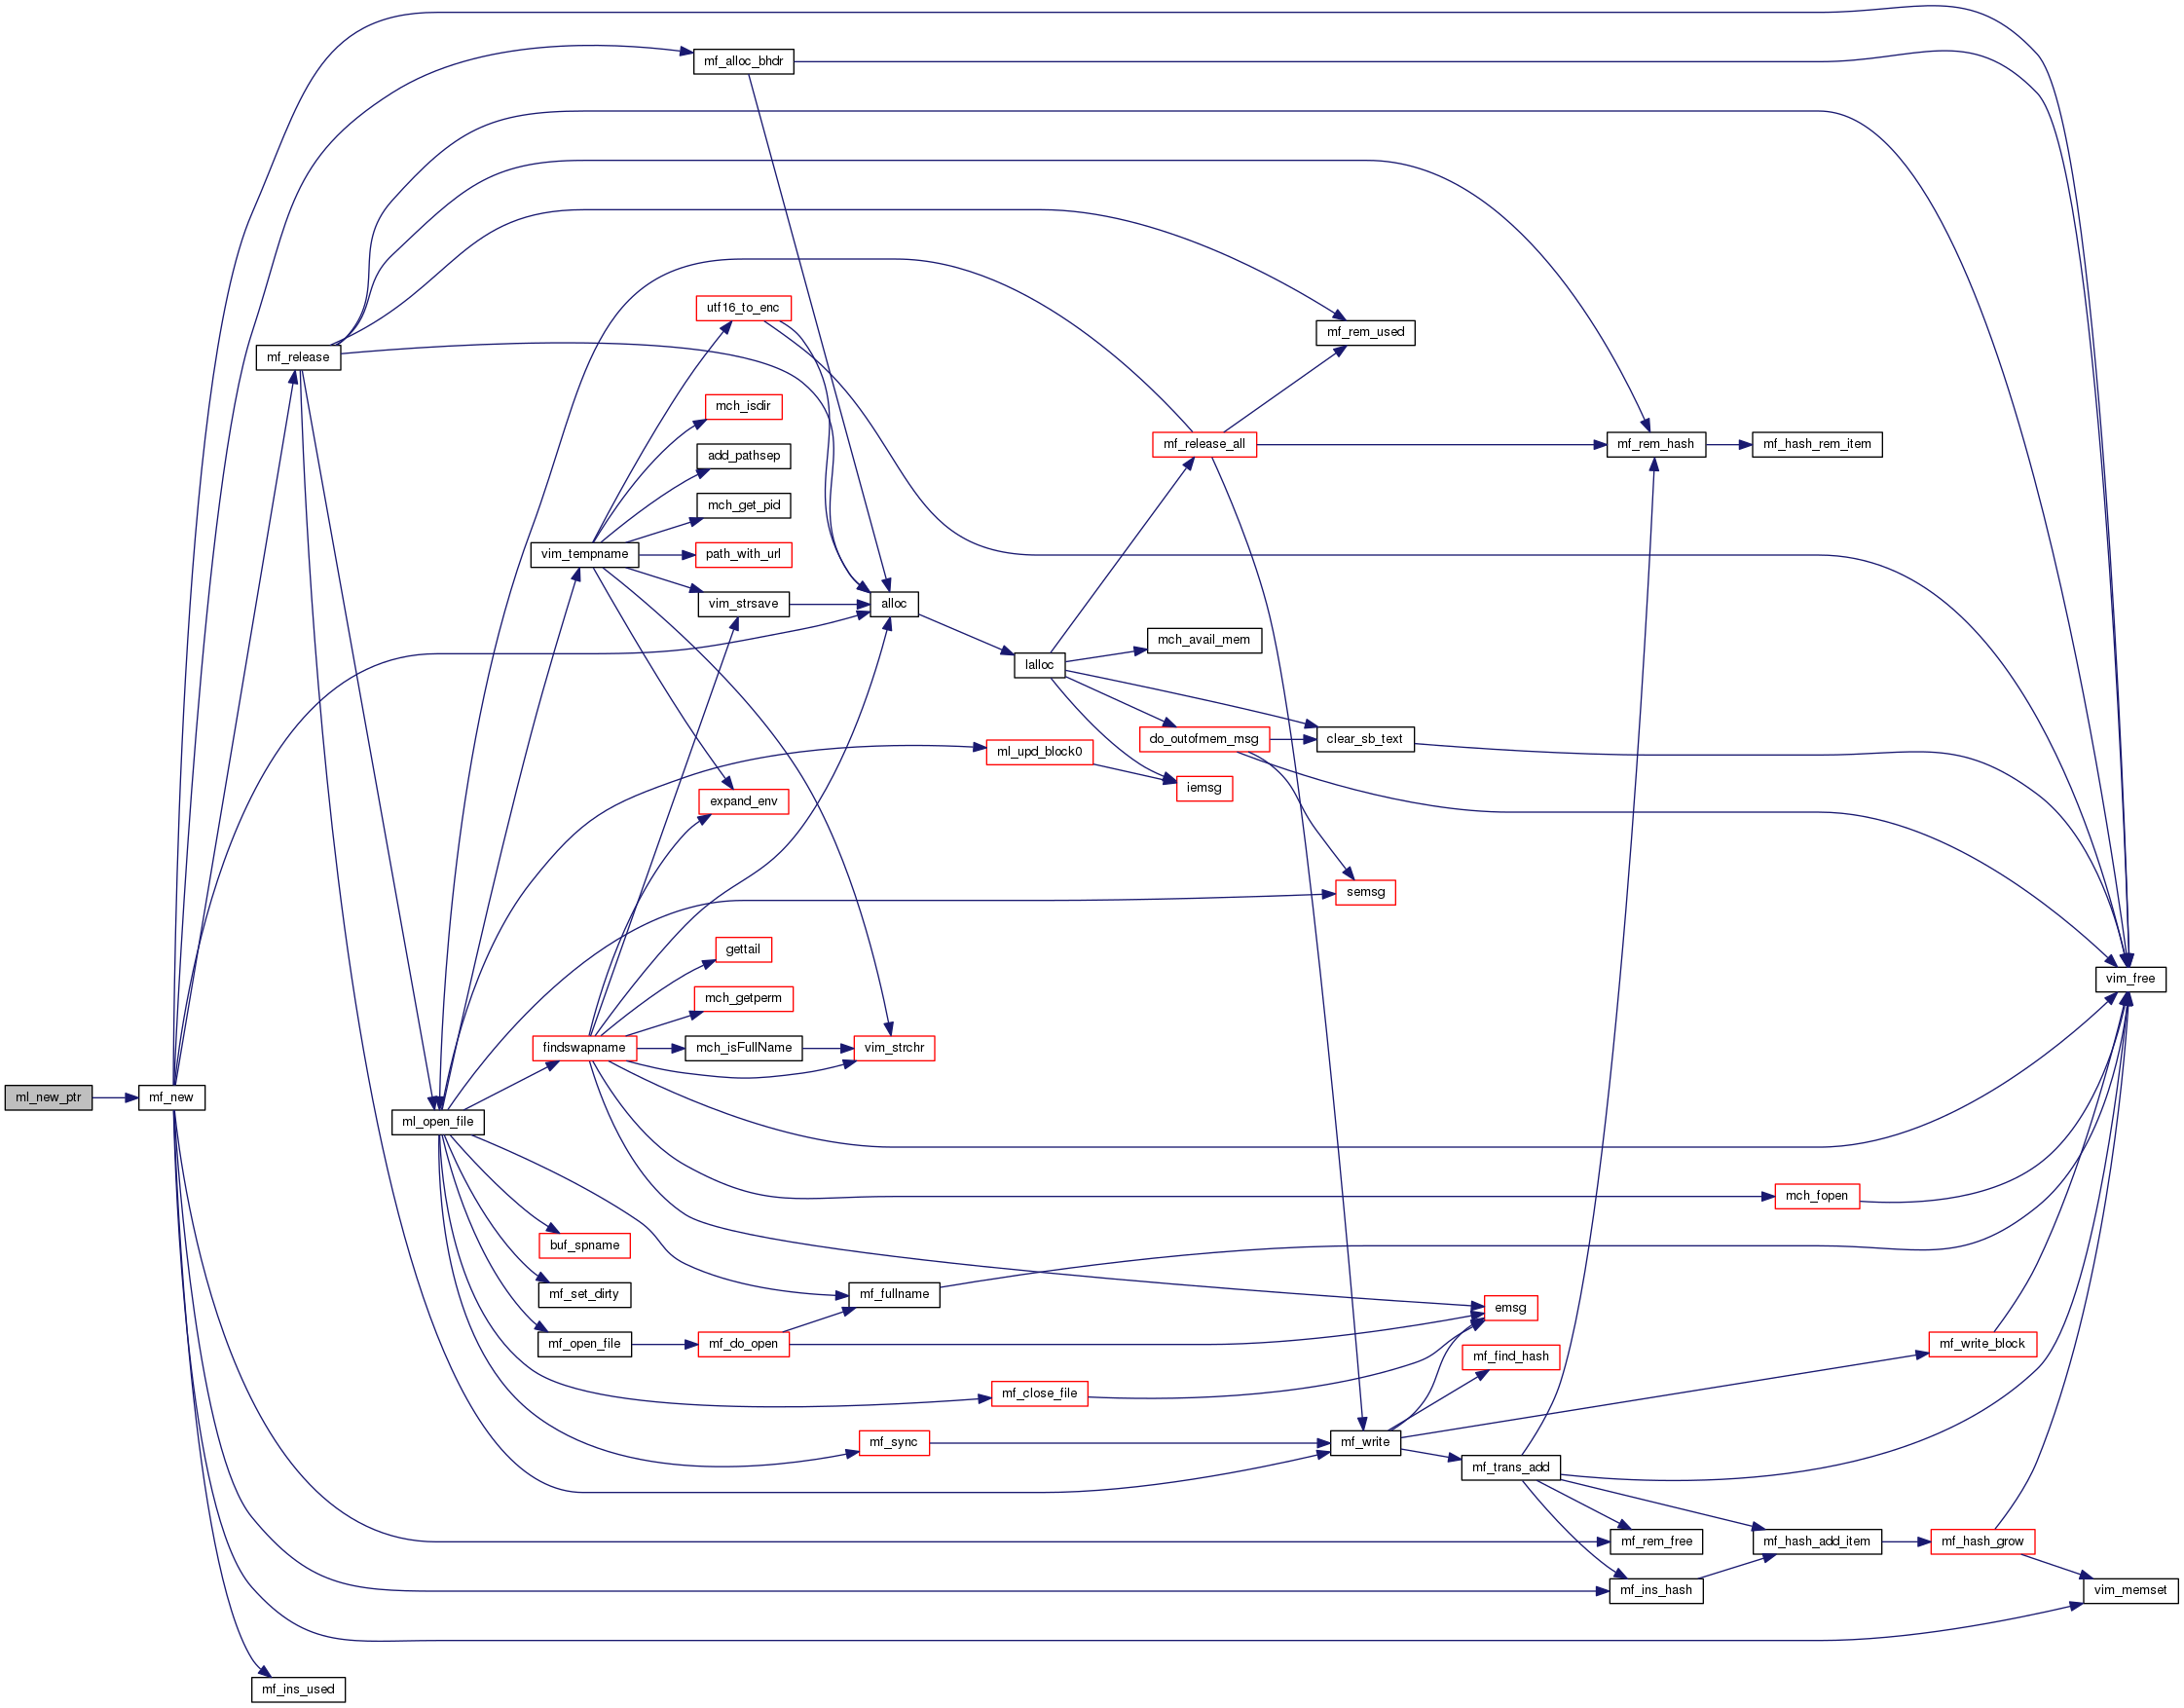 mf_alloc_bhdr
utf16_to_enc
mf_rem_used
mf_release
mch_isdir
mf_release_all
mf_rem_hash
mf_hash_rem_item
add_pathsep
mch_get_pid
vim_tempname
path_with_url
vim_strsave
alloc
mch_avail_mem
lalloc
do_outofmem_msg
clear_sb_text
ml_upd_block0
iemsg
expand_env
semsg
gettail
vim_free
mch_getperm
findswapname
mch_isFullName
vim_strchr
ml_new_ptr
mf_new
ml_open_file
mch_fopen
buf_spname
mf_set_dirty
mf_fullname
emsg
mf_open_file
mf_do_open
mf_find_hash
mf_write_block
mf_close_file
mf_sync
mf_write
mf_trans_add
mf_rem_free
mf_hash_add_item
mf_hash_grow
mf_ins_hash
vim_memset
mf_ins_used